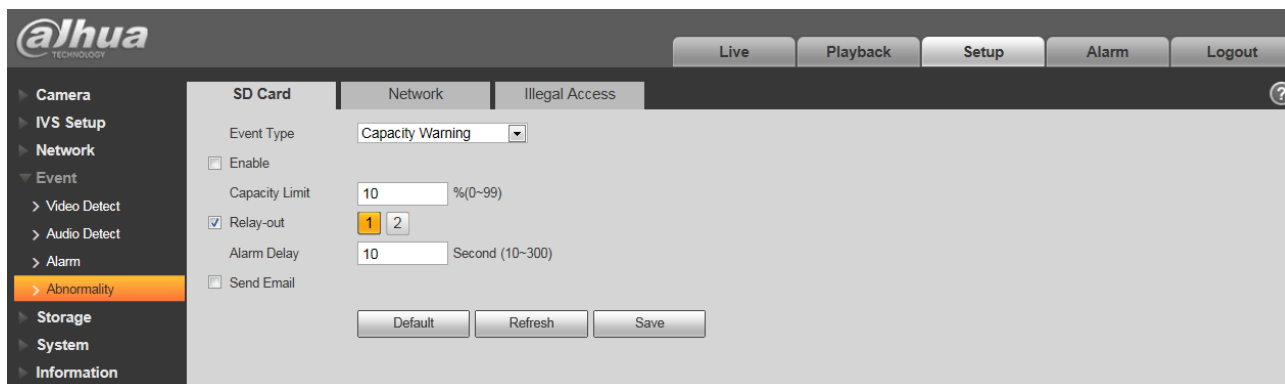 alhua
TECHNOLOGY
Live Playback Setup Alarm Logout
Camera
IVS Setup
Network
Event
Video Detect
Audio Detect
Alarm
Abnormality
Storage
System
Information
SD Card Network Illegal Access
?
Event Type Capacity Warning
Enable
Capacity Limit 10 %(0~99)
Relay-out 1 2
Alarm Delay 10 Second (10~300)
Send Email
Default Refresh Save